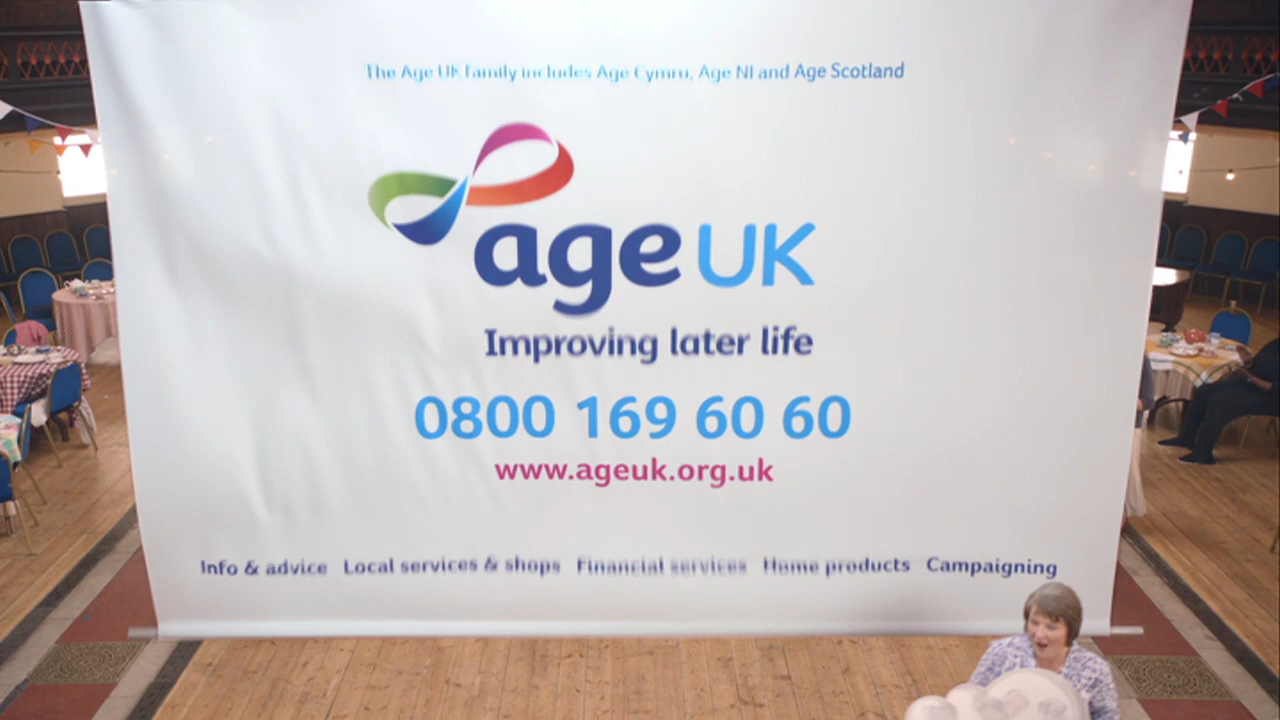 The Age UK family includes Age Cymru, Age NI and Age Scotland
age UK
Improving later life
0800 169 60 60
www.ageuk.org.uk
Info & advice Local services & shops Financial services Home products Campaigning